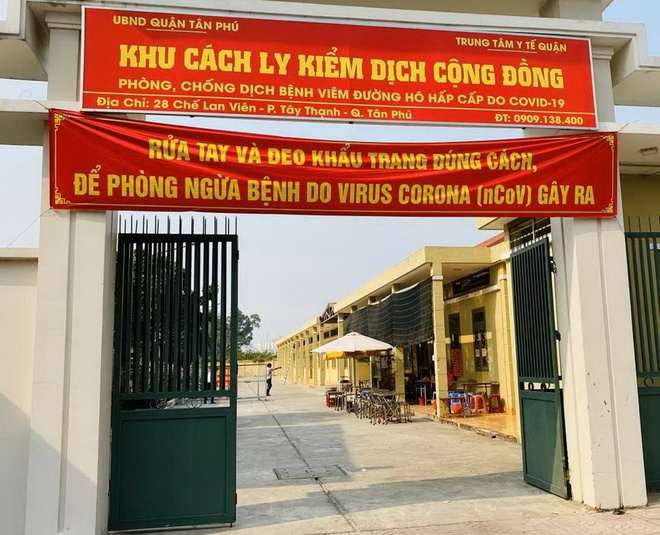 UBND QUẬN TÂN PHÚ
TRUNG TÂM Y TẾ QUẬN
KHU CÁCH LY KIỂM DỊCH CỘNG ĐỒNG
PHÒNG, CHỐNG DỊCH BỆNH VIÊM ĐƯỜNG HÔ HẤP CẤP DO COVID-19
Địa Chỉ: 28 Chế Lan Viên - P. Tây Thạnh - Q. Tân Phú
ĐT: 0909.138.400
RỬA TAY VÀ ĐEO KHẨU TRANG ĐÚNG CÁCH,
ĐỂ PHÒNG NGỪA BỆNH DO VIRUS CORONA (nCoV) GÂY RA